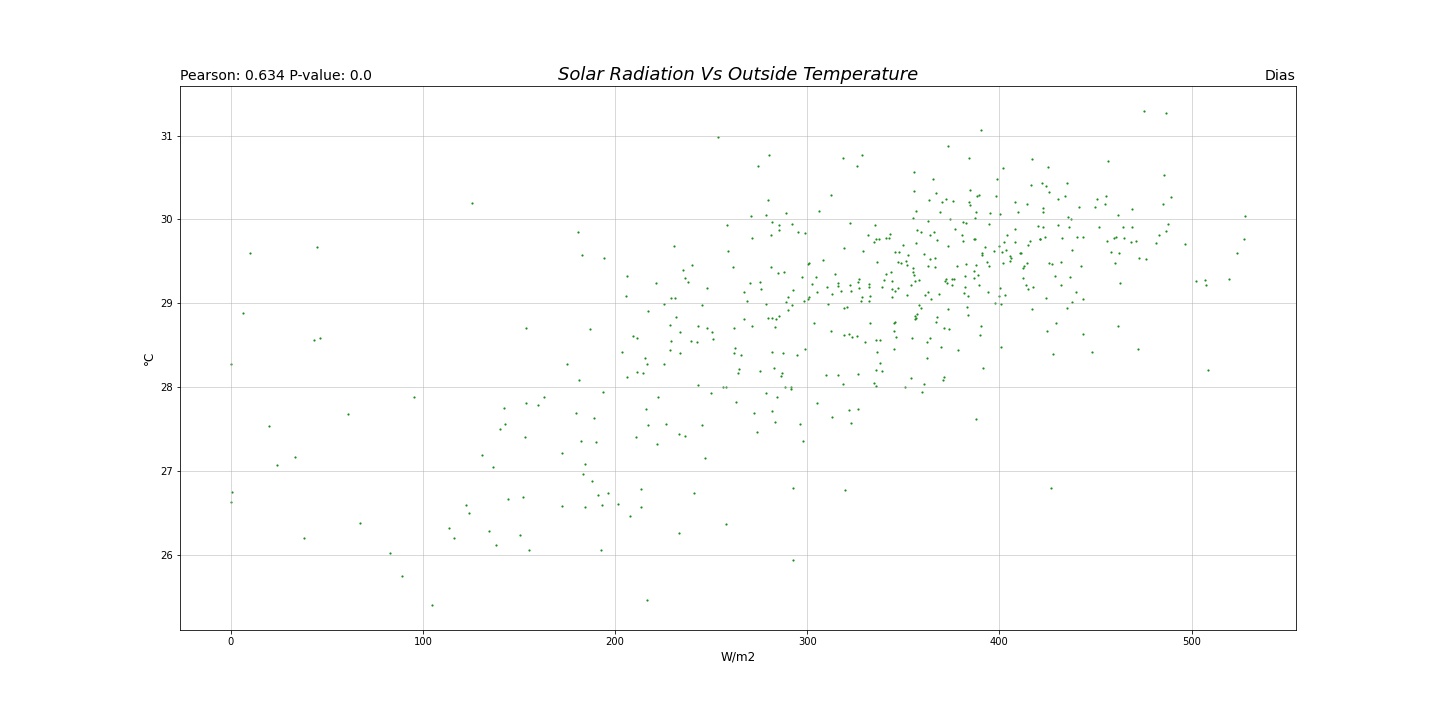 Pearson: 0.634 P-value: 0.0
Solar Radiation Vs Outside Temperature
Dias
31
30
29
28
27
26
°C
0 100 200 300 400 500
W/m2